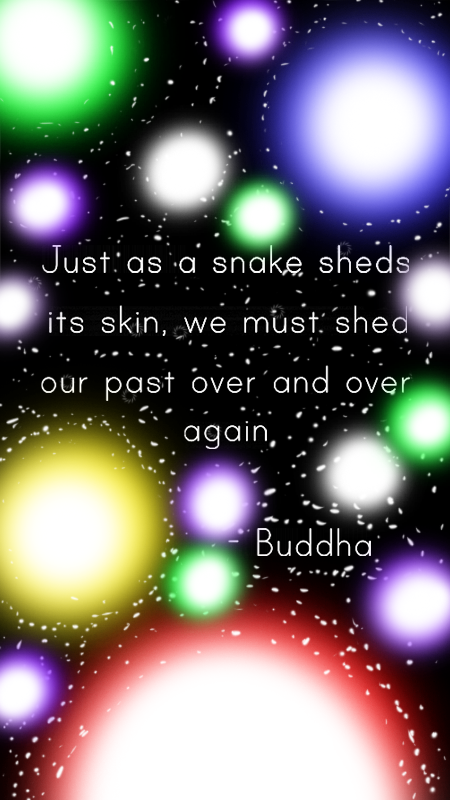 Just as a snake sheds
its skin, we must shed
our past over and over
again
- Buddha